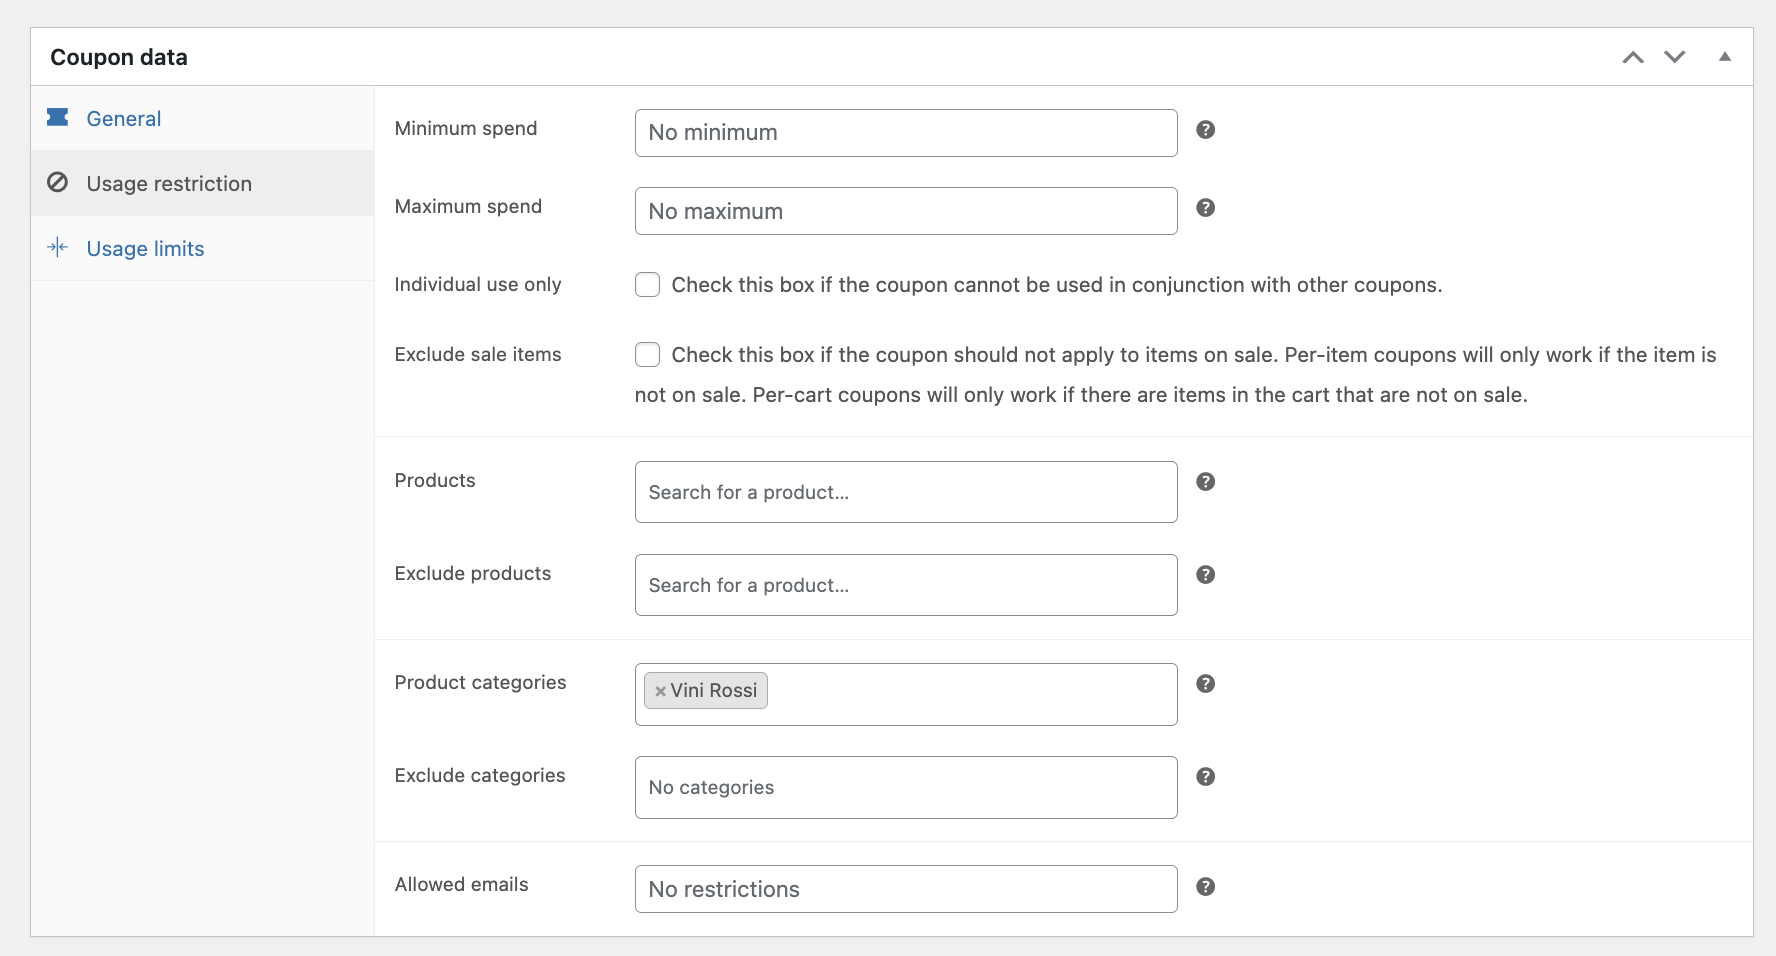 Coupon data
General
Usage restriction
Usage limits
Minimum spend
No minimum
Maximum spend
No maximum
Individual use only
Check this box if the coupon cannot be used in conjunction with other coupons.
Exclude sale items
Check this box if the coupon should not apply to items on sale. Per-item coupons will only work if the item is
not on sale. Per-cart coupons will only work if there are items in the cart that are not on sale.
Products
Search for a product…
Exclude products
Search for a product…
Product categories
× Vini Rossi
Exclude categories
No categories
Allowed emails
No restrictions